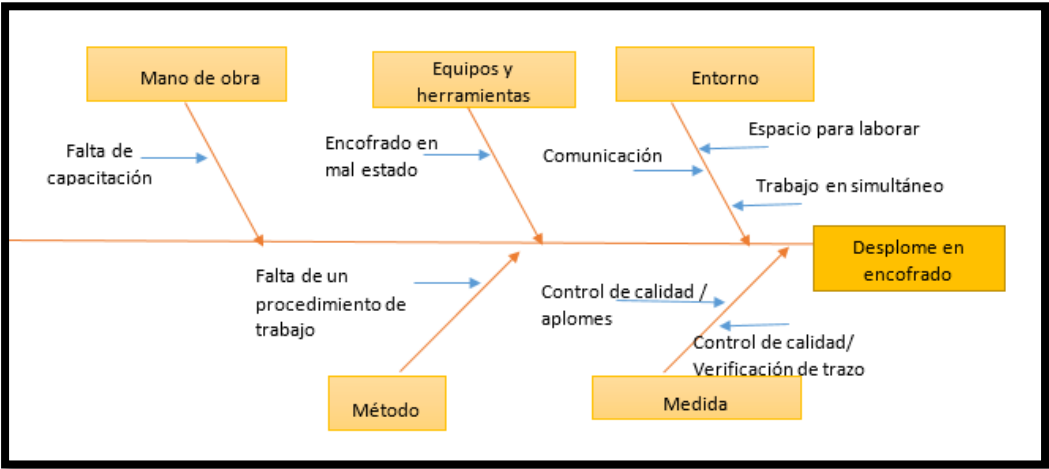 Mano de obra
Equipos y
herramientas
Entorno
Falta de
capacitación
Encofrado en
mal estado
Comunicación
Espacio para laborar
Trabajo en simultáneo
Desplome en
encofrado
Falta de un
procedimiento de
trabajo
Control de calidad /
aplomes
Control de calidad/
Verificación de trazo
Método
Medida